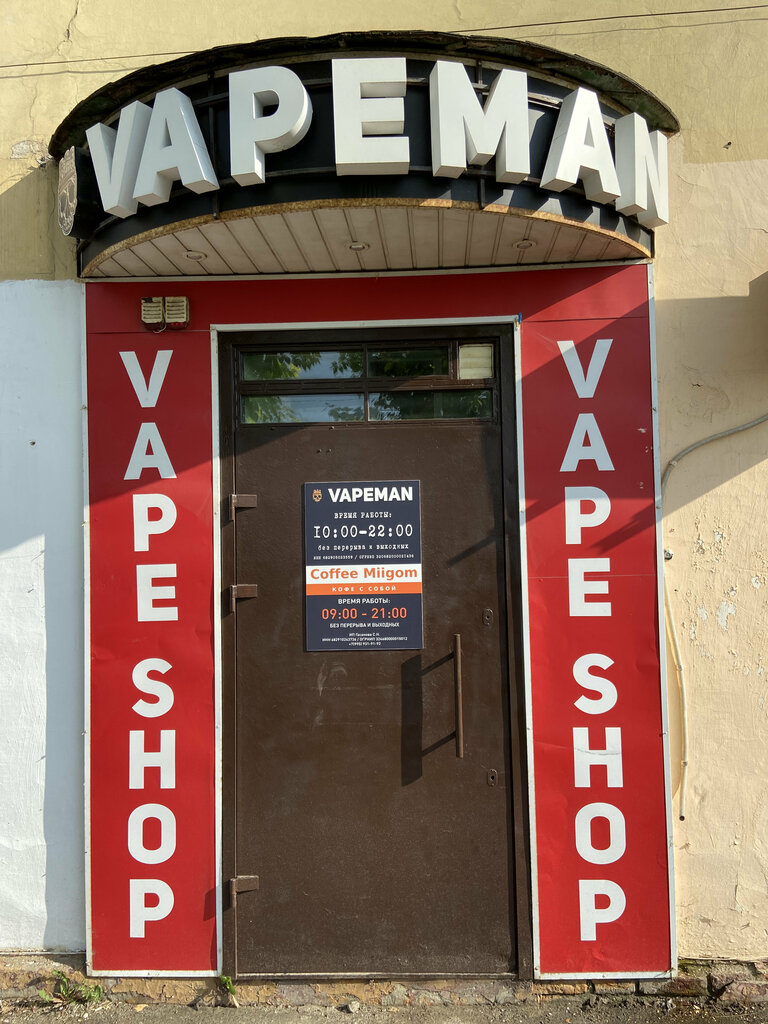 VAPEMAN
VAPE SHOP
VAPE SHOP
VAPEMAN
ВРЕМЯ РАБОТЫ:
10:00-22:00
без перерыва и выходных
Coffee Miigom
КОФЕ С СОБОЙ
ВРЕМЯ РАБОТЫ:
09:00 - 21:00
БЕЗ ПЕРЕРЫВА И ВЫХОДНЫХ